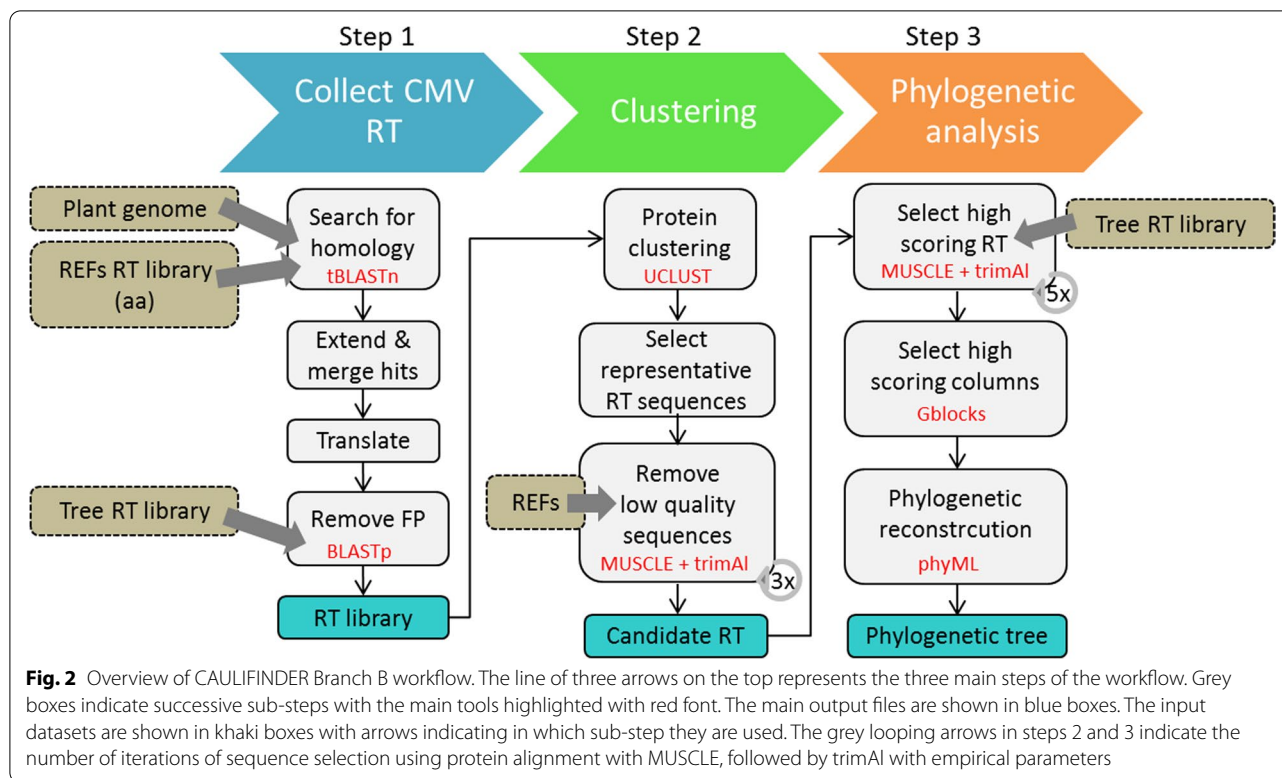 Step 1
Step 2
Step 3
Collect CMV
RT
Clustering
Phylogenetic
analysis
Plant genome
REFs RT library
(aa)
Search for
homology
tBLASTn
Extend &
merge hits
Translate
Tree RT library
Remove FP
BLASTp
RT library
Protein
clustering
UCLUST
Select
representative
RT sequences
REFs
Remove
low quality
sequences
MUSCLE + trimAl
3x
Candidate RT
Select high
scoring RT
MUSCLE + trimAl
5x
Tree RT library
Select high
scoring columns
Gblocks
Phylogenetic
reconstrcution
phyML
Phylogenetic tree
Fig. 2 Overview of CAULIFINDER Branch B workflow. The line of three arrows on the top represents the three main steps of the workflow. Grey
boxes indicate successive sub-steps with the main tools highlighted with red font. The main output files are shown in blue boxes. The input
datasets are shown in khaki boxes with arrows indicating in which sub-step they are used. The grey looping arrows in steps 2 and 3 indicate the
number of iterations of sequence selection using protein alignment with MUSCLE, followed by trimAl with empirical parameters